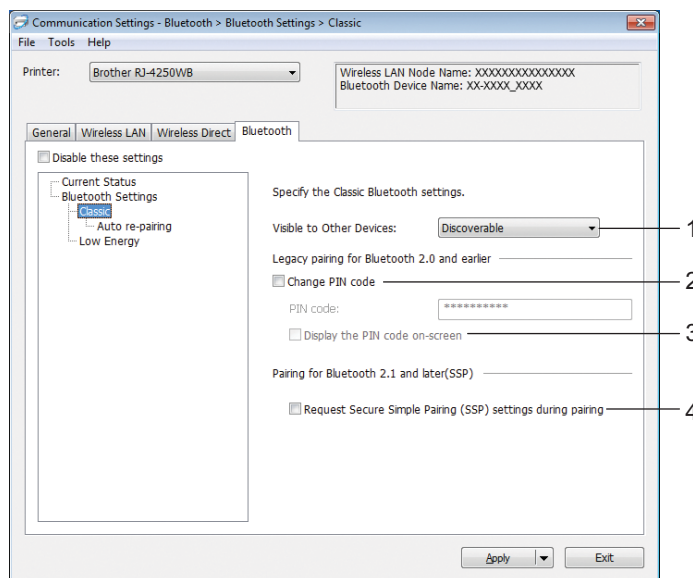 Communication Settings - Bluetooth > Bluetooth Settings > Classic
File Tools Help
Printer: Brother RJ-4250WB
Wireless LAN Node Name: XXXXXXXXXXXXXXX
Bluetooth Device Name: XX-XXXX_XXXX
General Wireless LAN Wireless Direct Bluetooth
Disable these settings
Current Status
Bluetooth Settings
Classic
Auto re-pairing
Low Energy
Specify the Classic Bluetooth settings.
Visible to Other Devices: Discoverable 1
Legacy pairing for Bluetooth 2.0 and earlier
Change PIN code 2
PIN code: **********
Display the PIN code on-screen 3
Pairing for Bluetooth 2.1 and later(SSP)
Request Secure Simple Pairing (SSP) settings during pairing 4
Apply Exit